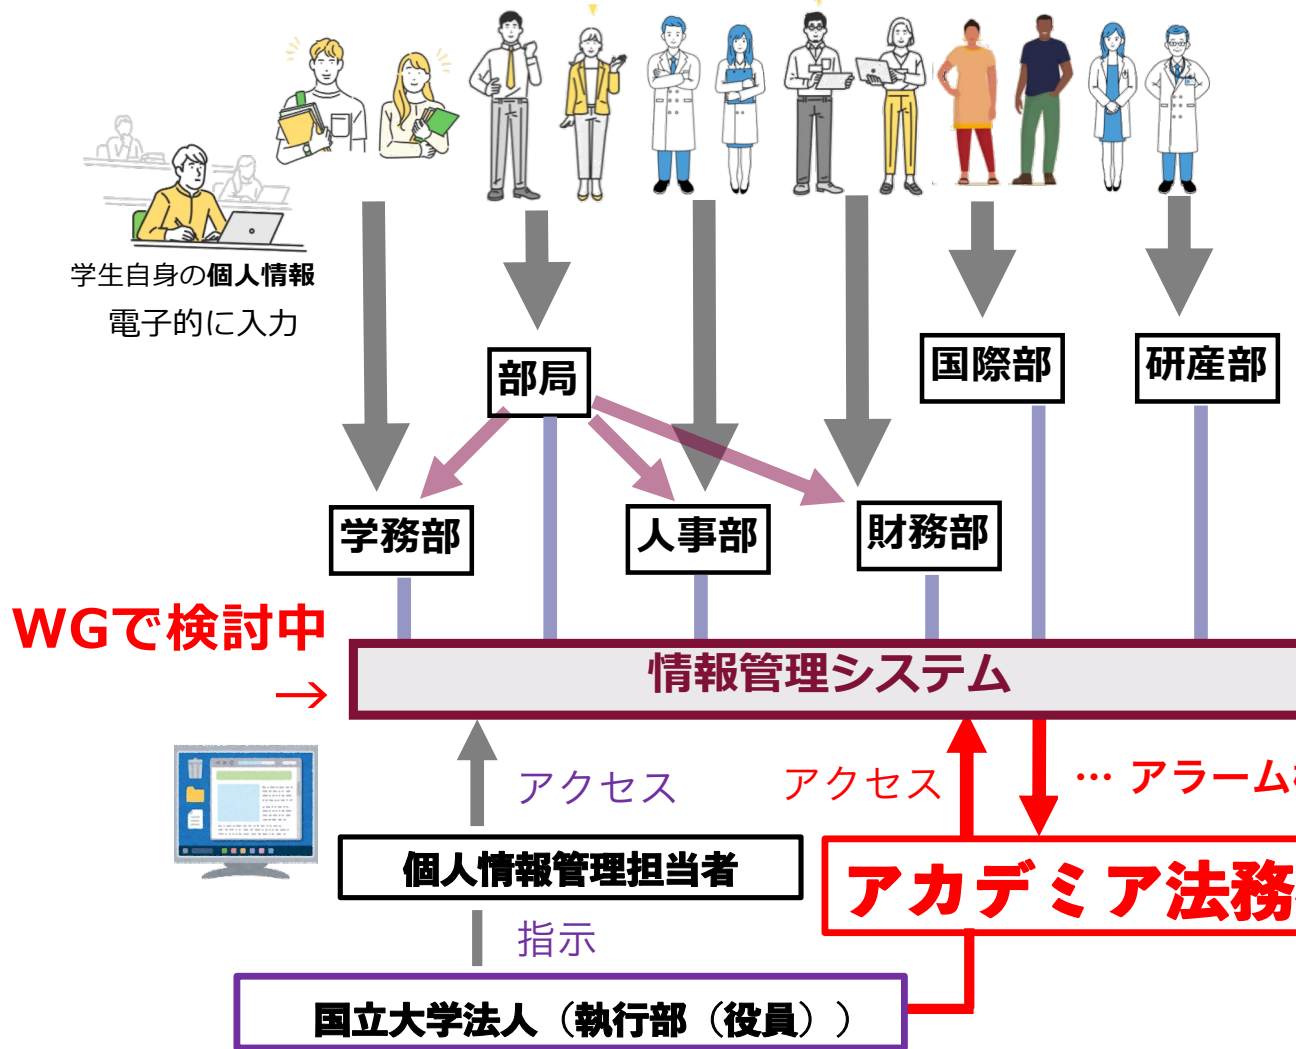 学生自身の個人情報
電子的に入力
部局
国際部
研産部
学務部
人事部
財務部
WGで検討中
→
情報管理システム
アクセス
アクセス
… アラーム
個人情報管理担当者
アカデミア法務
指示
国立大学法人（執行部（役員））